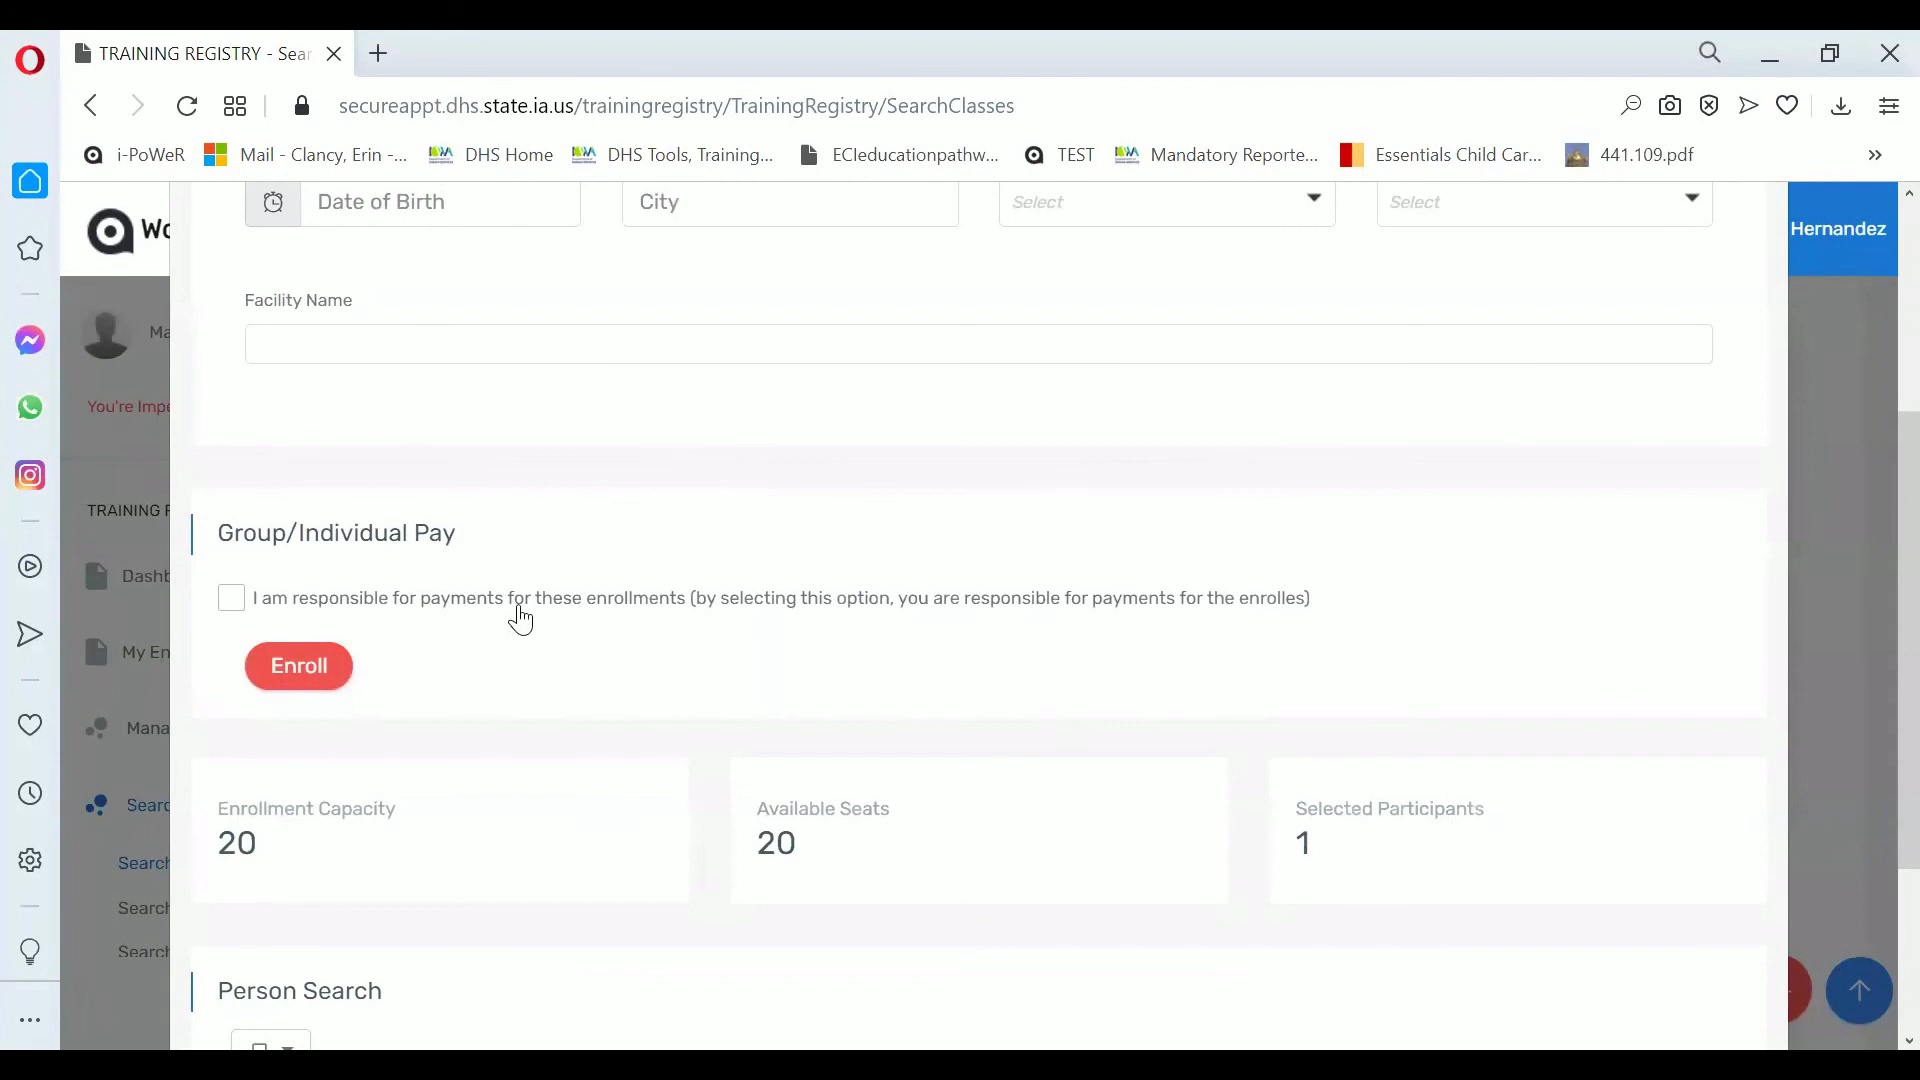 TRAINING REGISTRY - Sear
secureappt.dhs.state.ia.us/trainingregistry/TrainingRegistry/SearchClasses
i-PoWeR Mail - Clancy, Erin -... DHS Home DHS Tools, Training... ECIeducationpathw... TEST Mandatory Reporte... Essentials Child Car... 441.109.pdf
Date of Birth City Select Select
Wo
Hernandez
Facility Name
Ma
You're Impe
TRAINING R
Group/Individual Pay
Dashb
I am responsible for payments for these enrollments (by selecting this option, you are responsible for payments for the enrolles)
My En
Enroll
Mana
Searc
Enrollment Capacity Available Seats Selected Participants
20 20 1
Search
Search
Search
Person Search